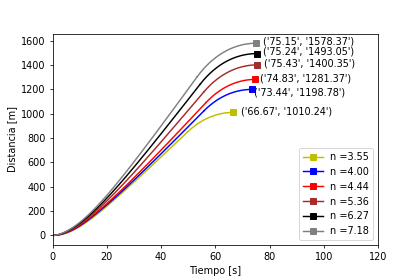 1600
1400
1200
1000
800
600
400
200
0
Distancia [m]
('75.15', '1578.37')
('75.24', '1493.05')
('75.43', '1400.35')
('74.83', '1281.37')
('73.44', '1198.78')
('66.67', '1010.24')
n =3.55
n =4.00
n =4.44
n =5.36
n =6.27
n =7.18
0 20 40 60 80 100 120
Tiempo [s]